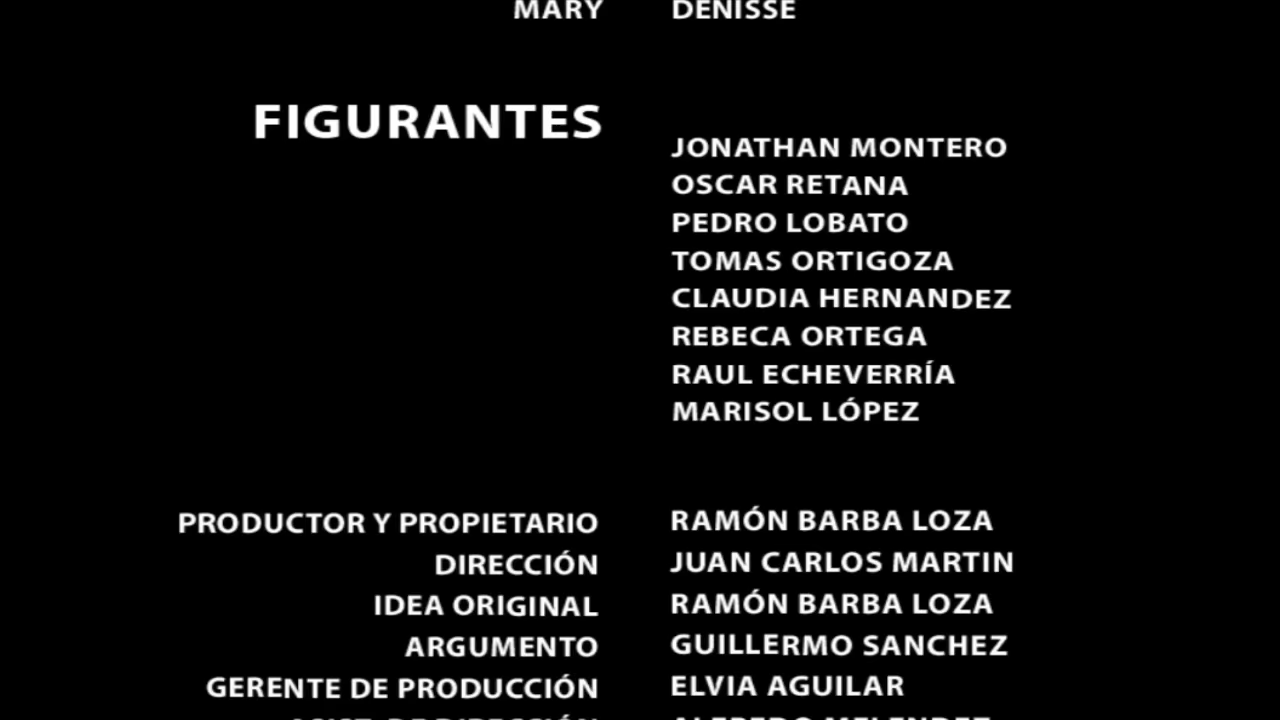 MARY DENISSE
FIGURANTES
JONATHAN MONTERO
OSCAR RETANA
PEDRO LOBATO
TOMAS ORTIGOZA
CLAUDIA HERNANDEZ
REBECA ORTEGA
RAUL ECHEVERRÍA
MARISOL LÓPEZ
PRODUCTOR Y PROPIETARIO RAMÓN BARBA LOZA
DIRECCIÓN JUAN CARLOS MARTIN
IDEA ORIGINAL RAMÓN BARBA LOZA
ARGUMENTO GUILLERMO SANCHEZ
GERENTE DE PRODUCCIÓN ELVIA AGUILAR